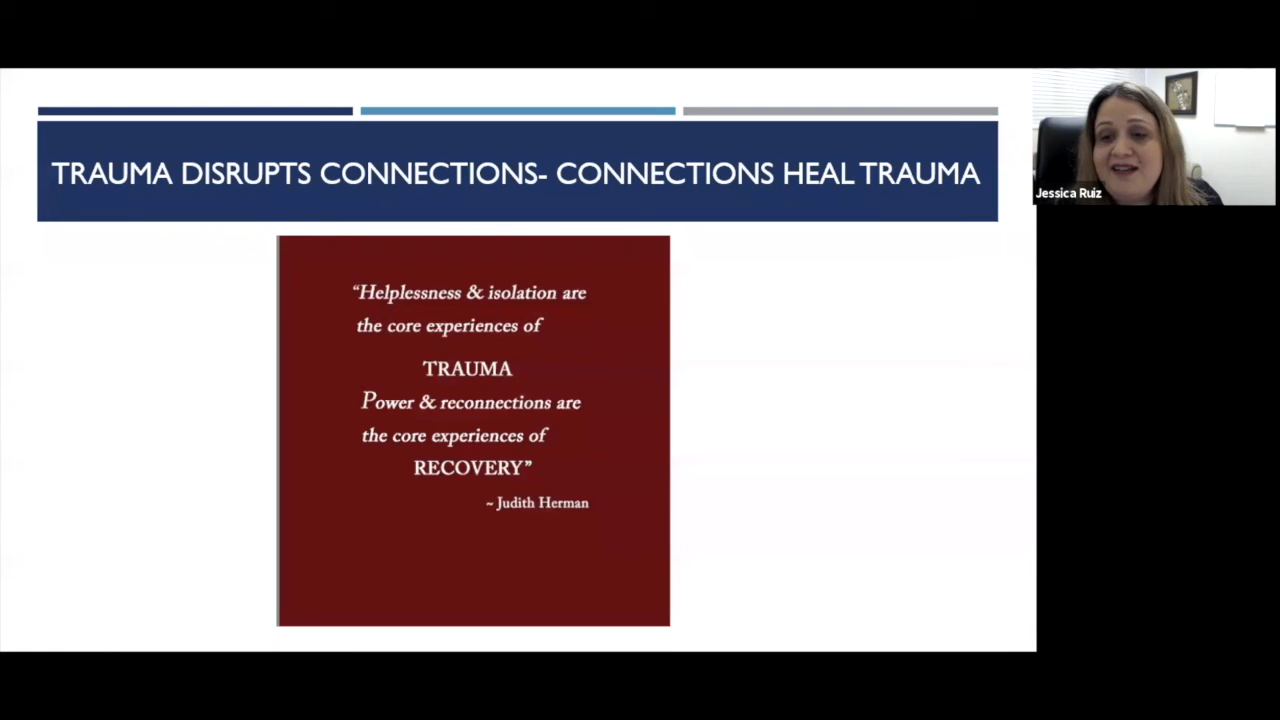 TRAUMA DISRUPTS CONNECTIONS- CONNECTIONS HEAL TRAUMA
Jessica Ruiz
“Helplessness & isolation are
the core experiences of
TRAUMA
Power & reconnections are
the core experiences of
RECOVERY”
~ Judith Herman